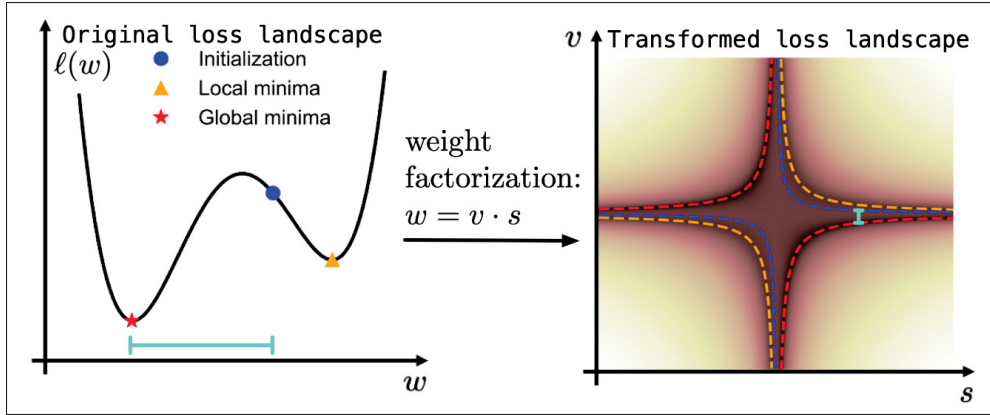 Original loss landscape
ℓ(w)
Initialization
Local minima
Global minima
w
weight
factorization:
w = v · s
v
Transformed loss landscape
s